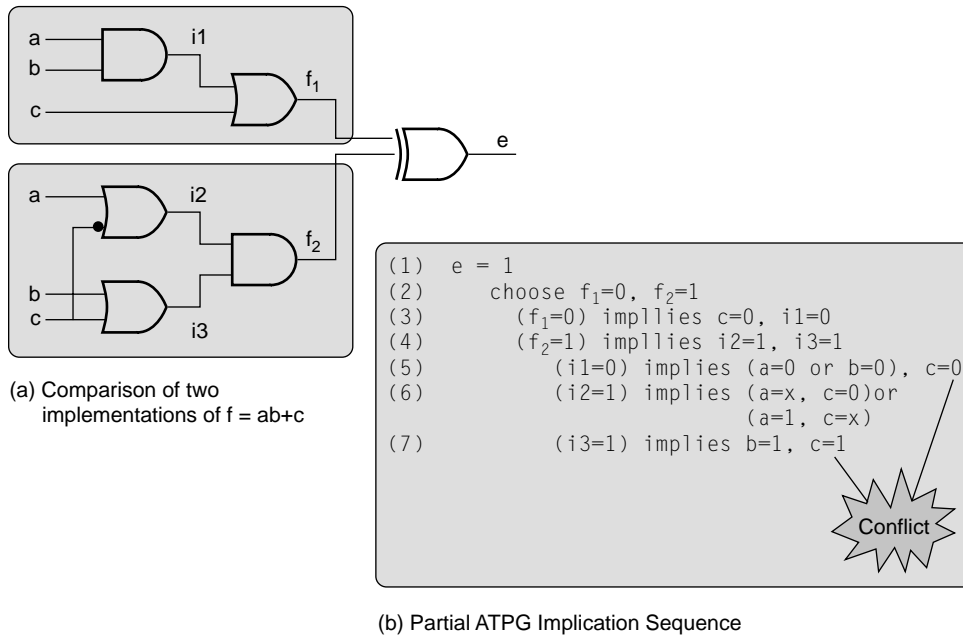 a
b
c
i1
f1
e
a
b
c
i2
i3
f2
(a) Comparison of two
implementations of f = ab+c
(1) e = 1
(2) choose f1=0, f2=1
(3) (f1=0) impllies c=0, i1=0
(4) (f2=1) impllies i2=1, i3=1
(5) (i1=0) implies (a=0 or b=0), c=0
(6) (i2=1) implies (a=x, c=0)or
(a=1, c=x)
(7) (i3=1) implies b=1, c=1
Conflict
(b) Partial ATPG Implication Sequence